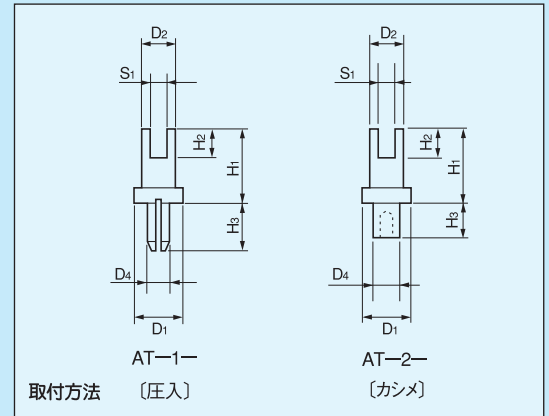 D2
D2
S1
S1
H2
H1
H2
H1
H3
H3
D4
D4
D1
D1
AT-1-
AT-2-
取付方法 〔圧入〕 〔カシメ〕